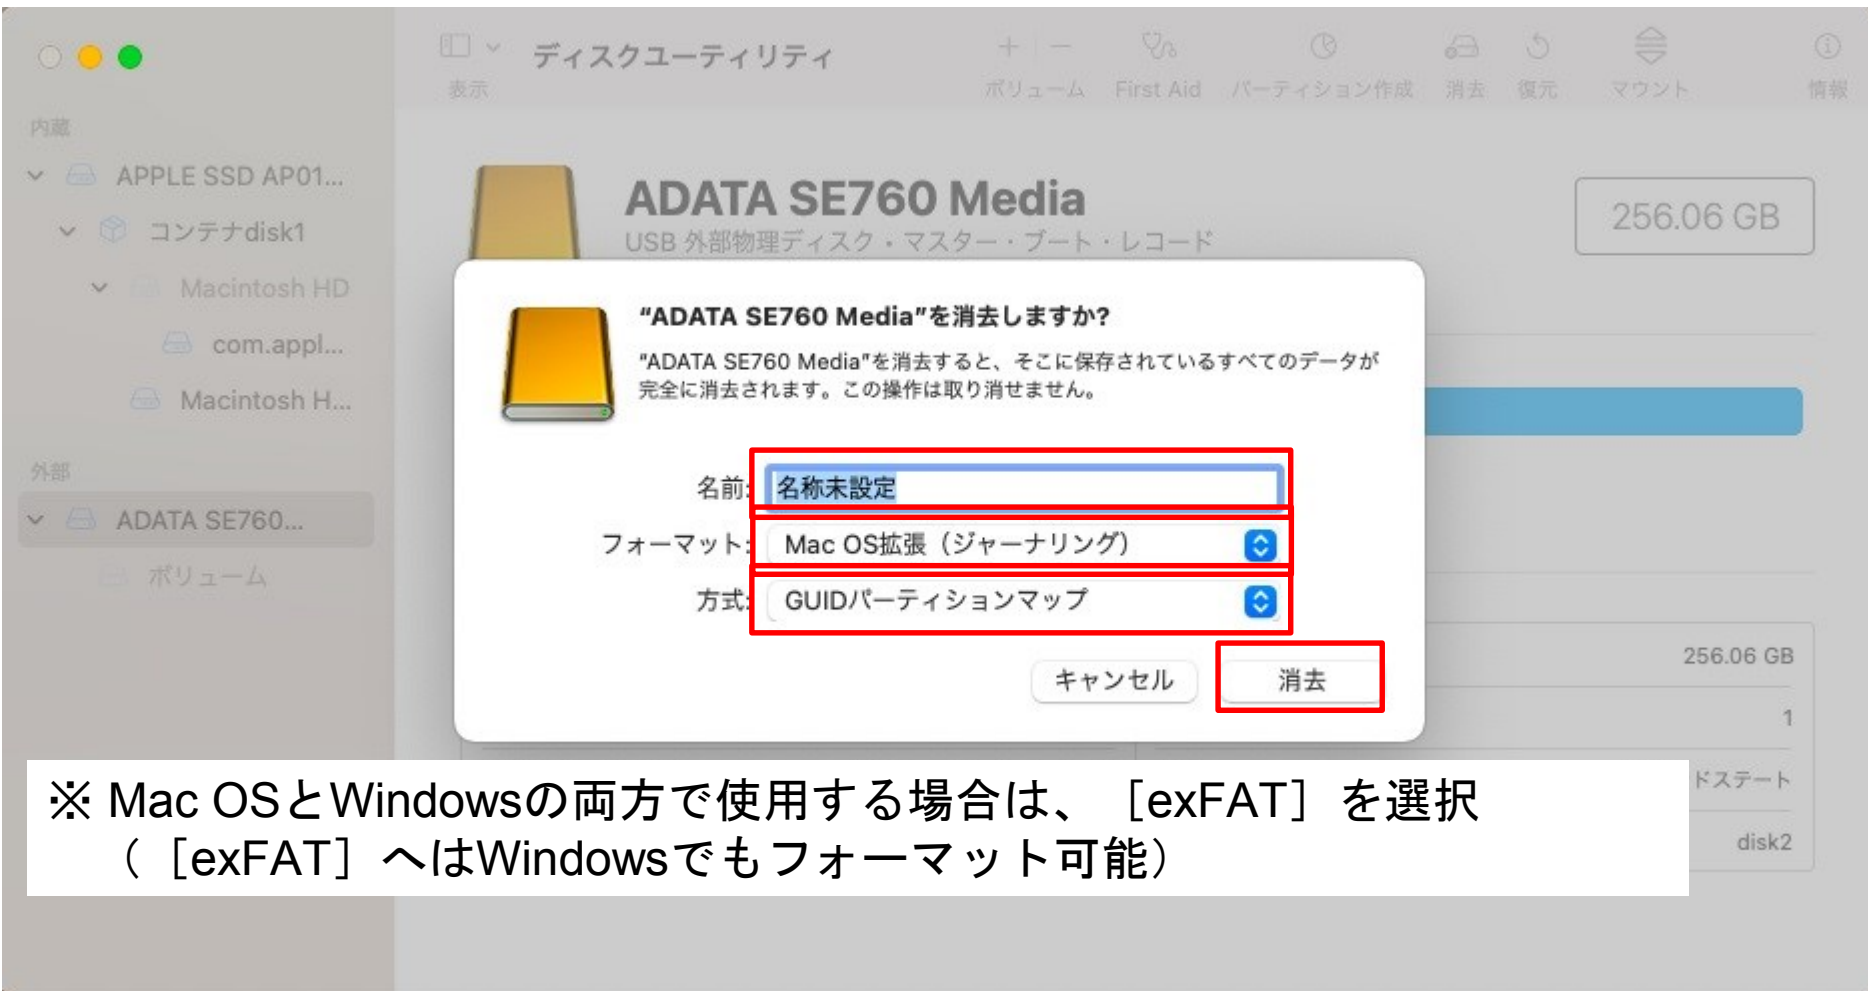 ディスクユーティリティ
表示
ボリューム
First Aid
パーティション作成
消去
復元
マウント
情報
内蔵
APPLE SSD AP01...
コンテナdisk1
Macintosh HD
com.appl...
Macintosh H...
外部
ADATA SE760...
ボリューム
ADATA SE760 Media
USB 外部物理ディスク・マスター・ブート・レコード
256.06 GB
“ADATA SE760 Media”を消去しますか?
“ADATA SE760 Media”を消去すると、そこに保存されているすべてのデータが
完全に消去されます。この操作は取り消せません。
名前: 名称未設定
フォーマット: Mac OS拡張（ジャーナリング）
方式: GUIDパーティションマップ
キャンセル
消去
256.06 GB
1
ドステート
disk2
※ Mac OSとWindowsの両方で使用する場合は、［exFAT］を選択
（［exFAT］へはWindowsでもフォーマット可能）